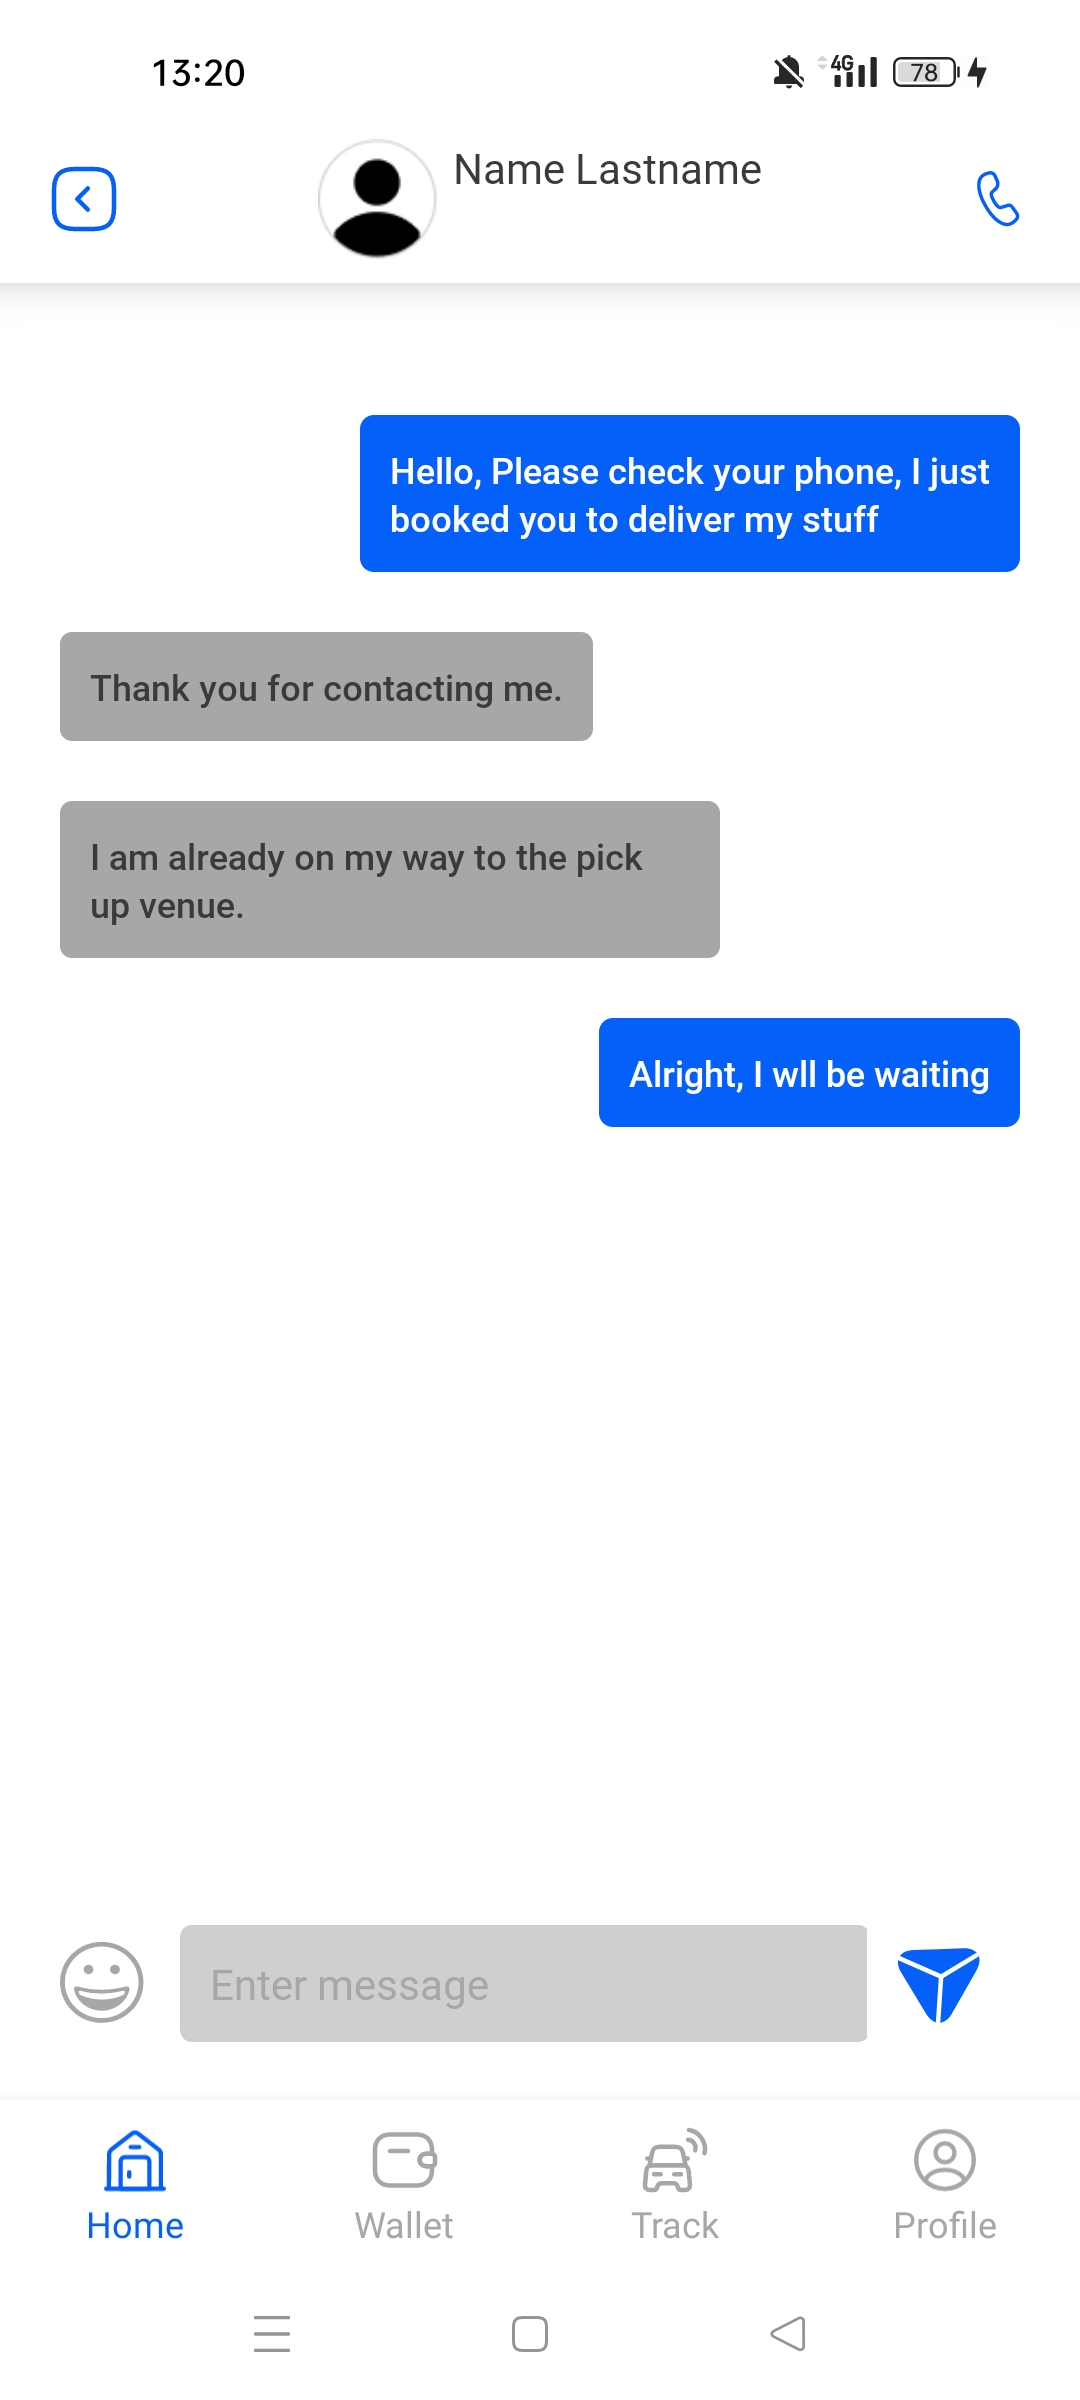 13:20
4G
78
Name Lastname
Hello, Please check your phone, I just
booked you to deliver my stuff
Thank you for contacting me.
I am already on my way to the pick
up venue.
Alright, I wll be waiting
Enter message
Home
Wallet
Track
Profile